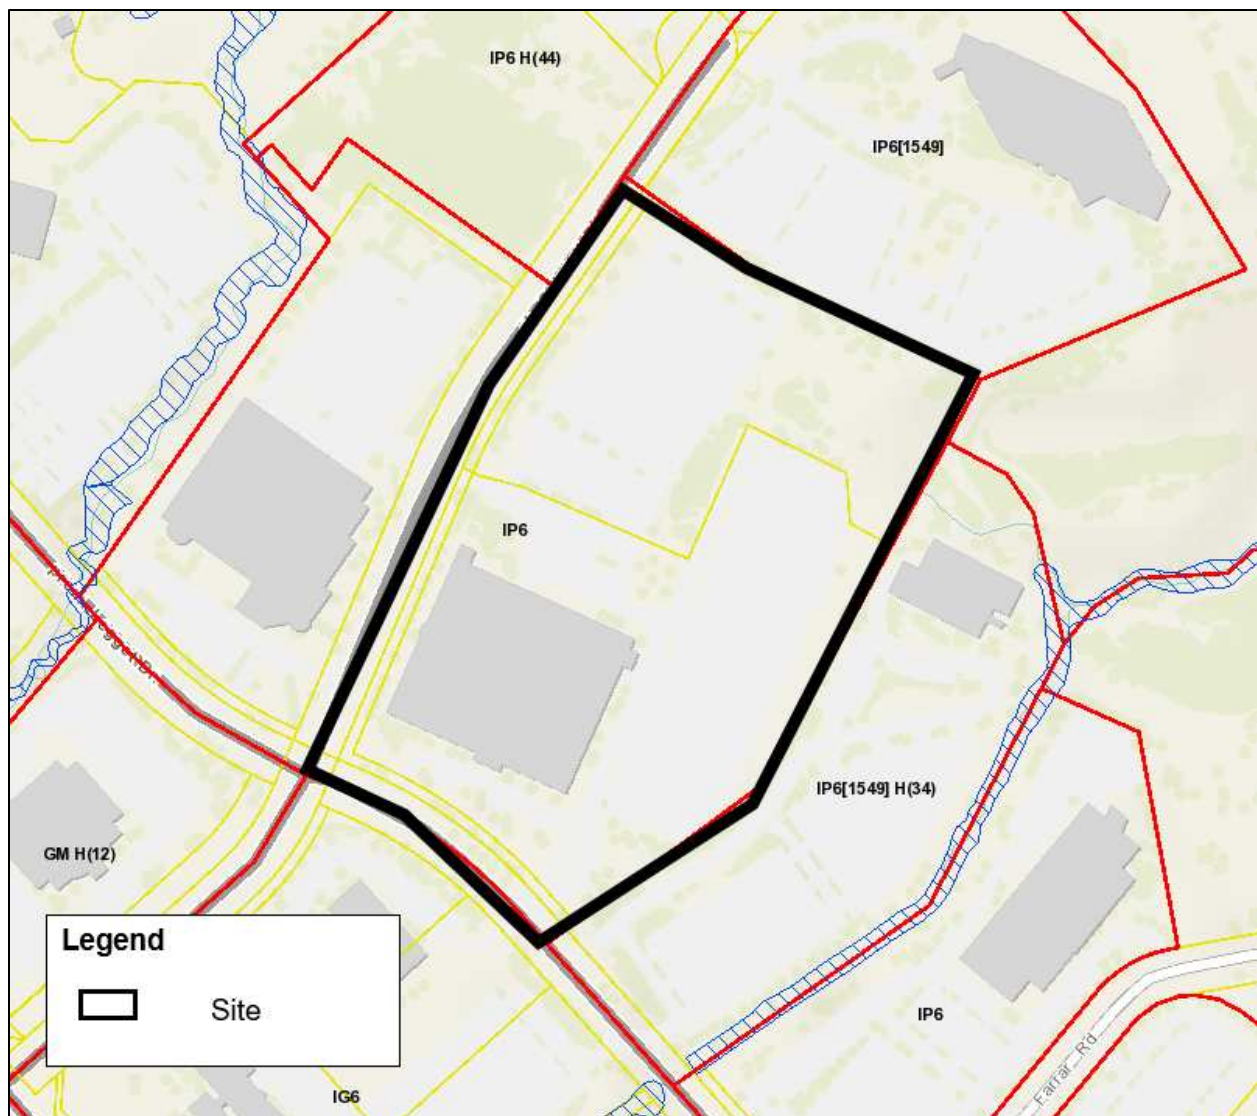 IP6 H(44)
IP6[1549]
IP6
IP6[1549] H(34)
GM H(12)
Legend
Site
IP6
Farrar Rd
IG6